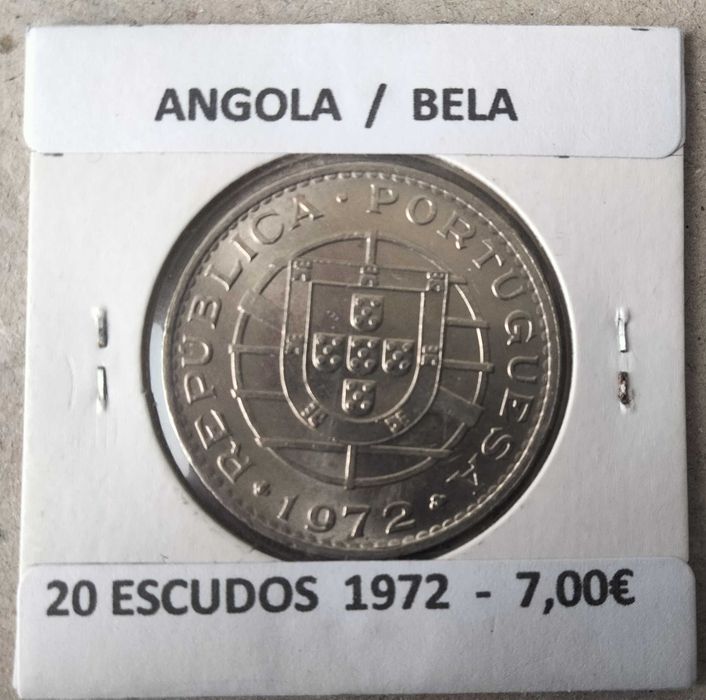 ANGOLA / BELA
REPUBLICA · PORTUGUESA
1972
20 ESCUDOS 1972 - 7,00€